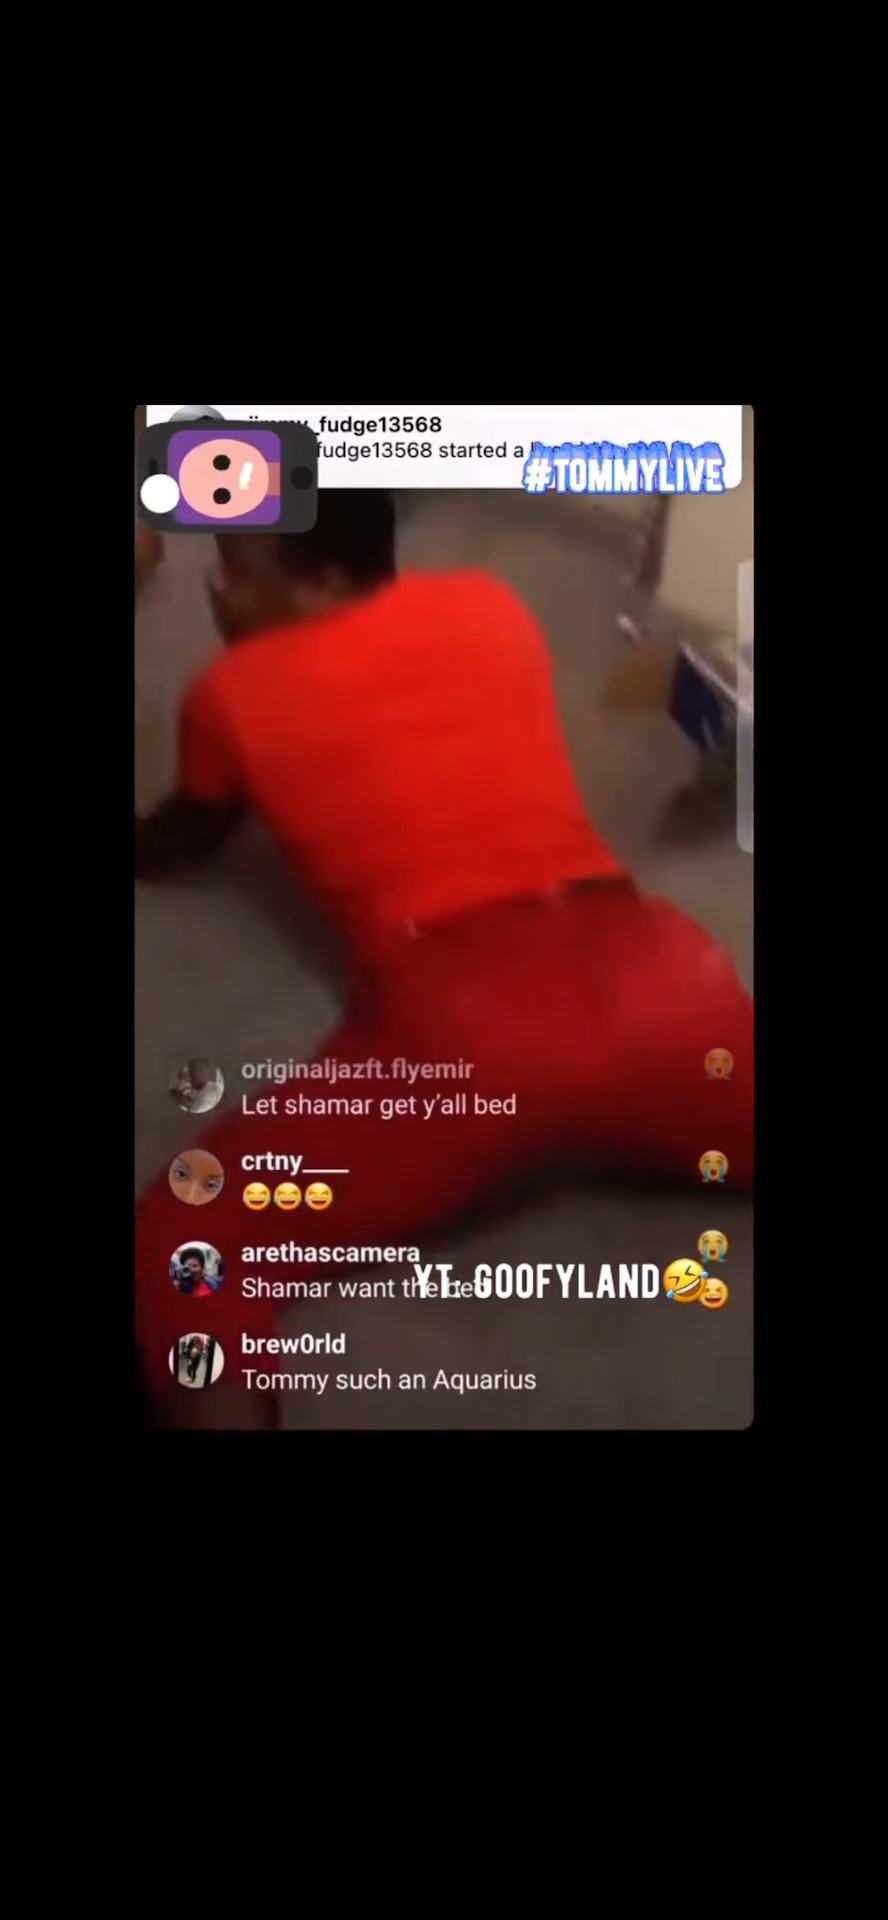 _fudge13568
fudge13568 started a
#TOMMYLIVE
originaljazft.flyemir
Let shamar get y'all bed
crtny____
arethascamera
Shamar want the
YT: GOOFYLAND
brew0rld
Tommy such an Aquarius